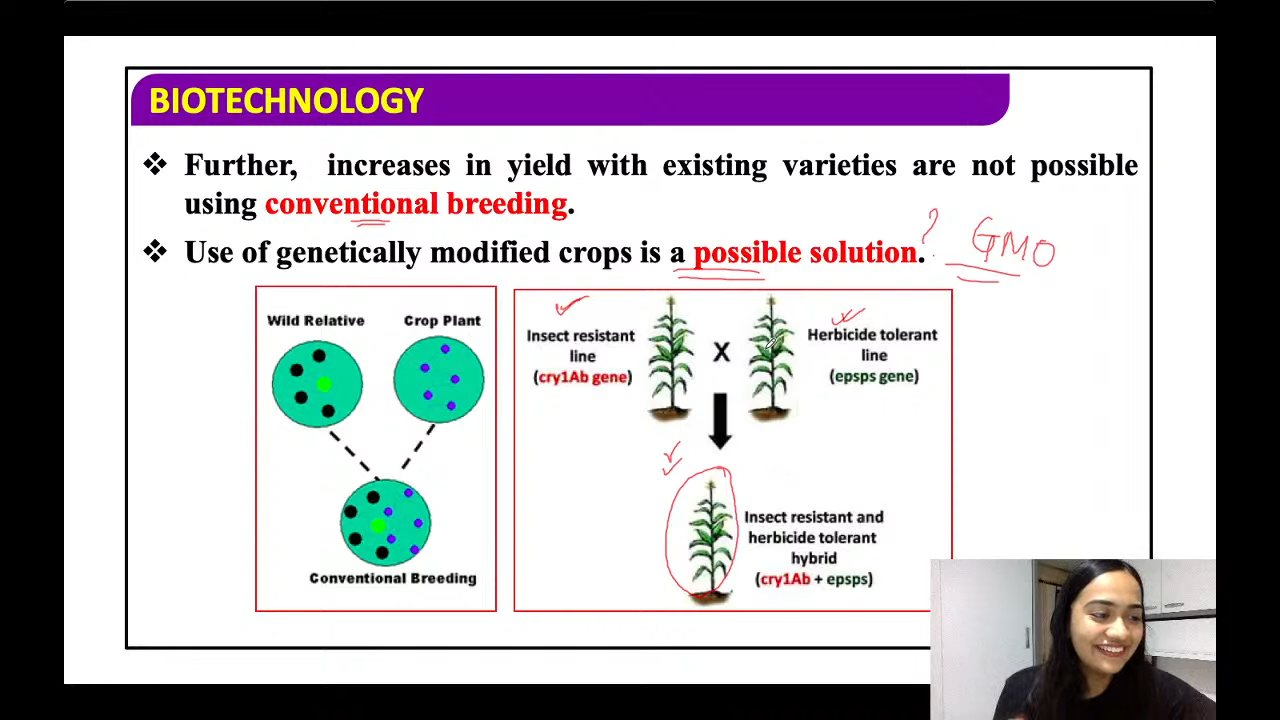 BIOTECHNOLOGY
❖ Further, increases in yield with existing varieties are not possible
using conventional breeding.
❖ Use of genetically modified crops is a possible solution.
? GMO
Wild Relative
Crop Plant
Conventional Breeding
Insect resistant
line
(cry1Ab gene)
X
Herbicide tolerant
line
(epsps gene)
Insect resistant and
herbicide tolerant
hybrid
(cry1Ab + epsps)